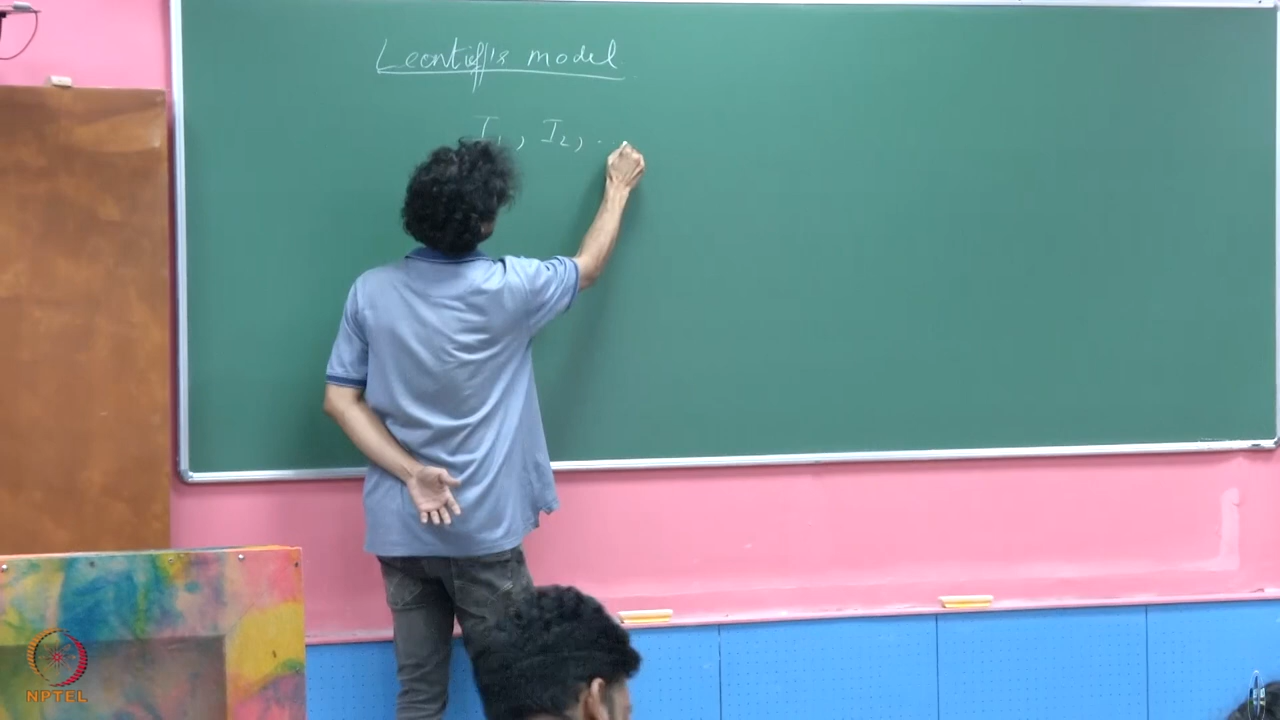 Leontieff's model
I₁, I₂, ..
NPTEL